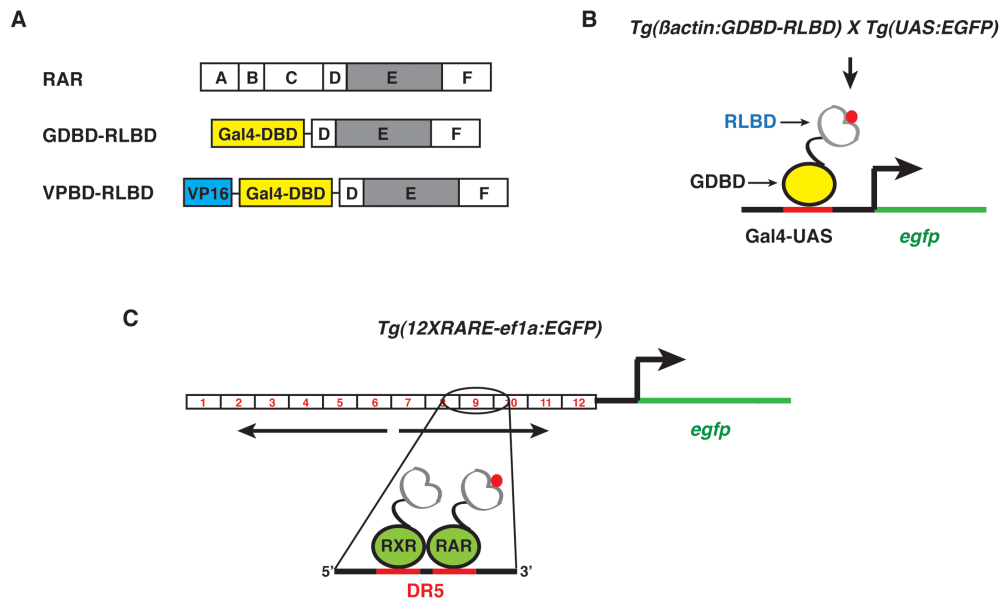 A
RAR
A B C D E F
GDBD-RLBD
Gal4-DBD D E F
VPBD-RLBD
VP16 Gal4-DBD D E F
B
Tg(ßactin:GDBD-RLBD) X Tg(UAS:EGFP)
RLBD
GDBD
Gal4-UAS
egfp
C
Tg(12XRARE-ef1a:EGFP)
1 2 3 4 5 6 7 8 9 10 11 12
egfp
RXR RAR
5' 3'
DR5